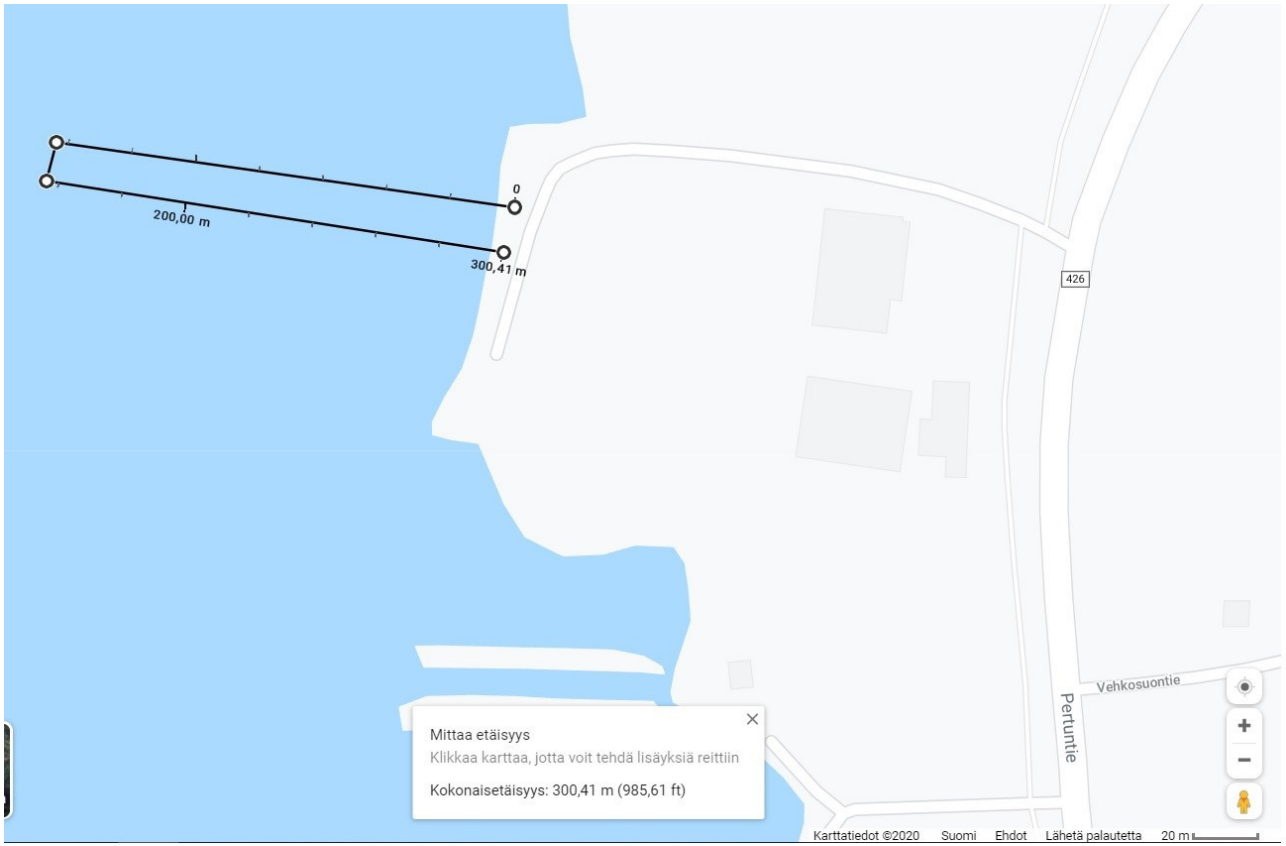 0
200,00 m
300,41 m
426
Vehkosuontie
Pertuntie
Mittaa etäisyys
Klikkaa karttaa, jotta voit tehdä lisäyksiä reittiin
Kokonaisetäisyys: 300,41 m (985,61 ft)
Karttatiedot ©2020 Suomi Ehdot Lähetä palautetta 20 m